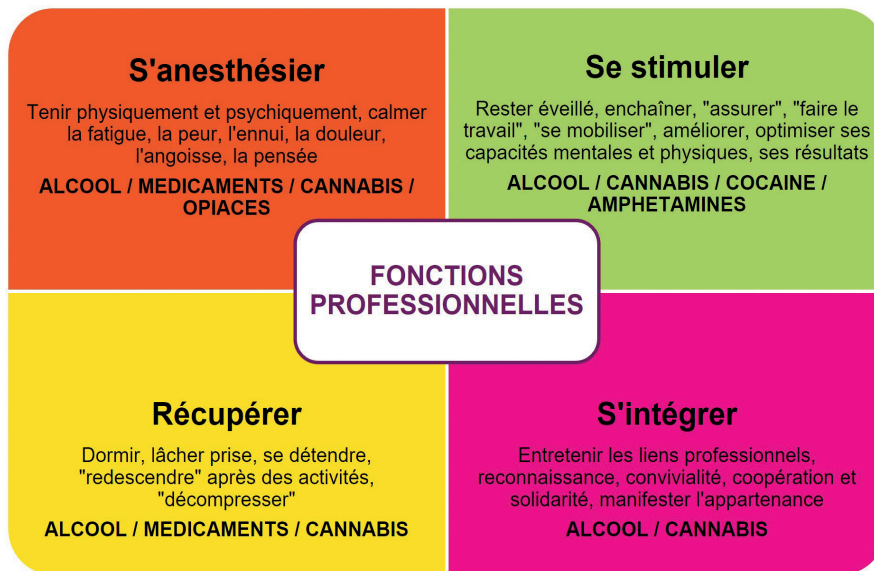 S'anesthésier
Tenir physiquement et psychiquement, calmer
la fatigue, la peur, l'ennui, la douleur,
l'angoisse, la pensée
ALCOOL / MEDICAMENTS / CANNABIS /
OPIACES
Se stimuler
Rester éveillé, enchaîner, "assurer", "faire le
travail", "se mobiliser", améliorer, optimiser ses
capacités mentales et physiques, ses résultats
ALCOOL / CANNABIS / COCAINE /
AMPHETAMINES
FONCTIONS
PROFESSIONNELLES
Récupérer
Dormir, lâcher prise, se détendre,
"redescendre" après des activités,
"décompresser"
ALCOOL / MEDICAMENTS / CANNABIS
S'intégrer
Entretenir les liens professionnels,
reconnaissance, convivialité, coopération et
solidarité, manifester l'appartenance
ALCOOL / CANNABIS